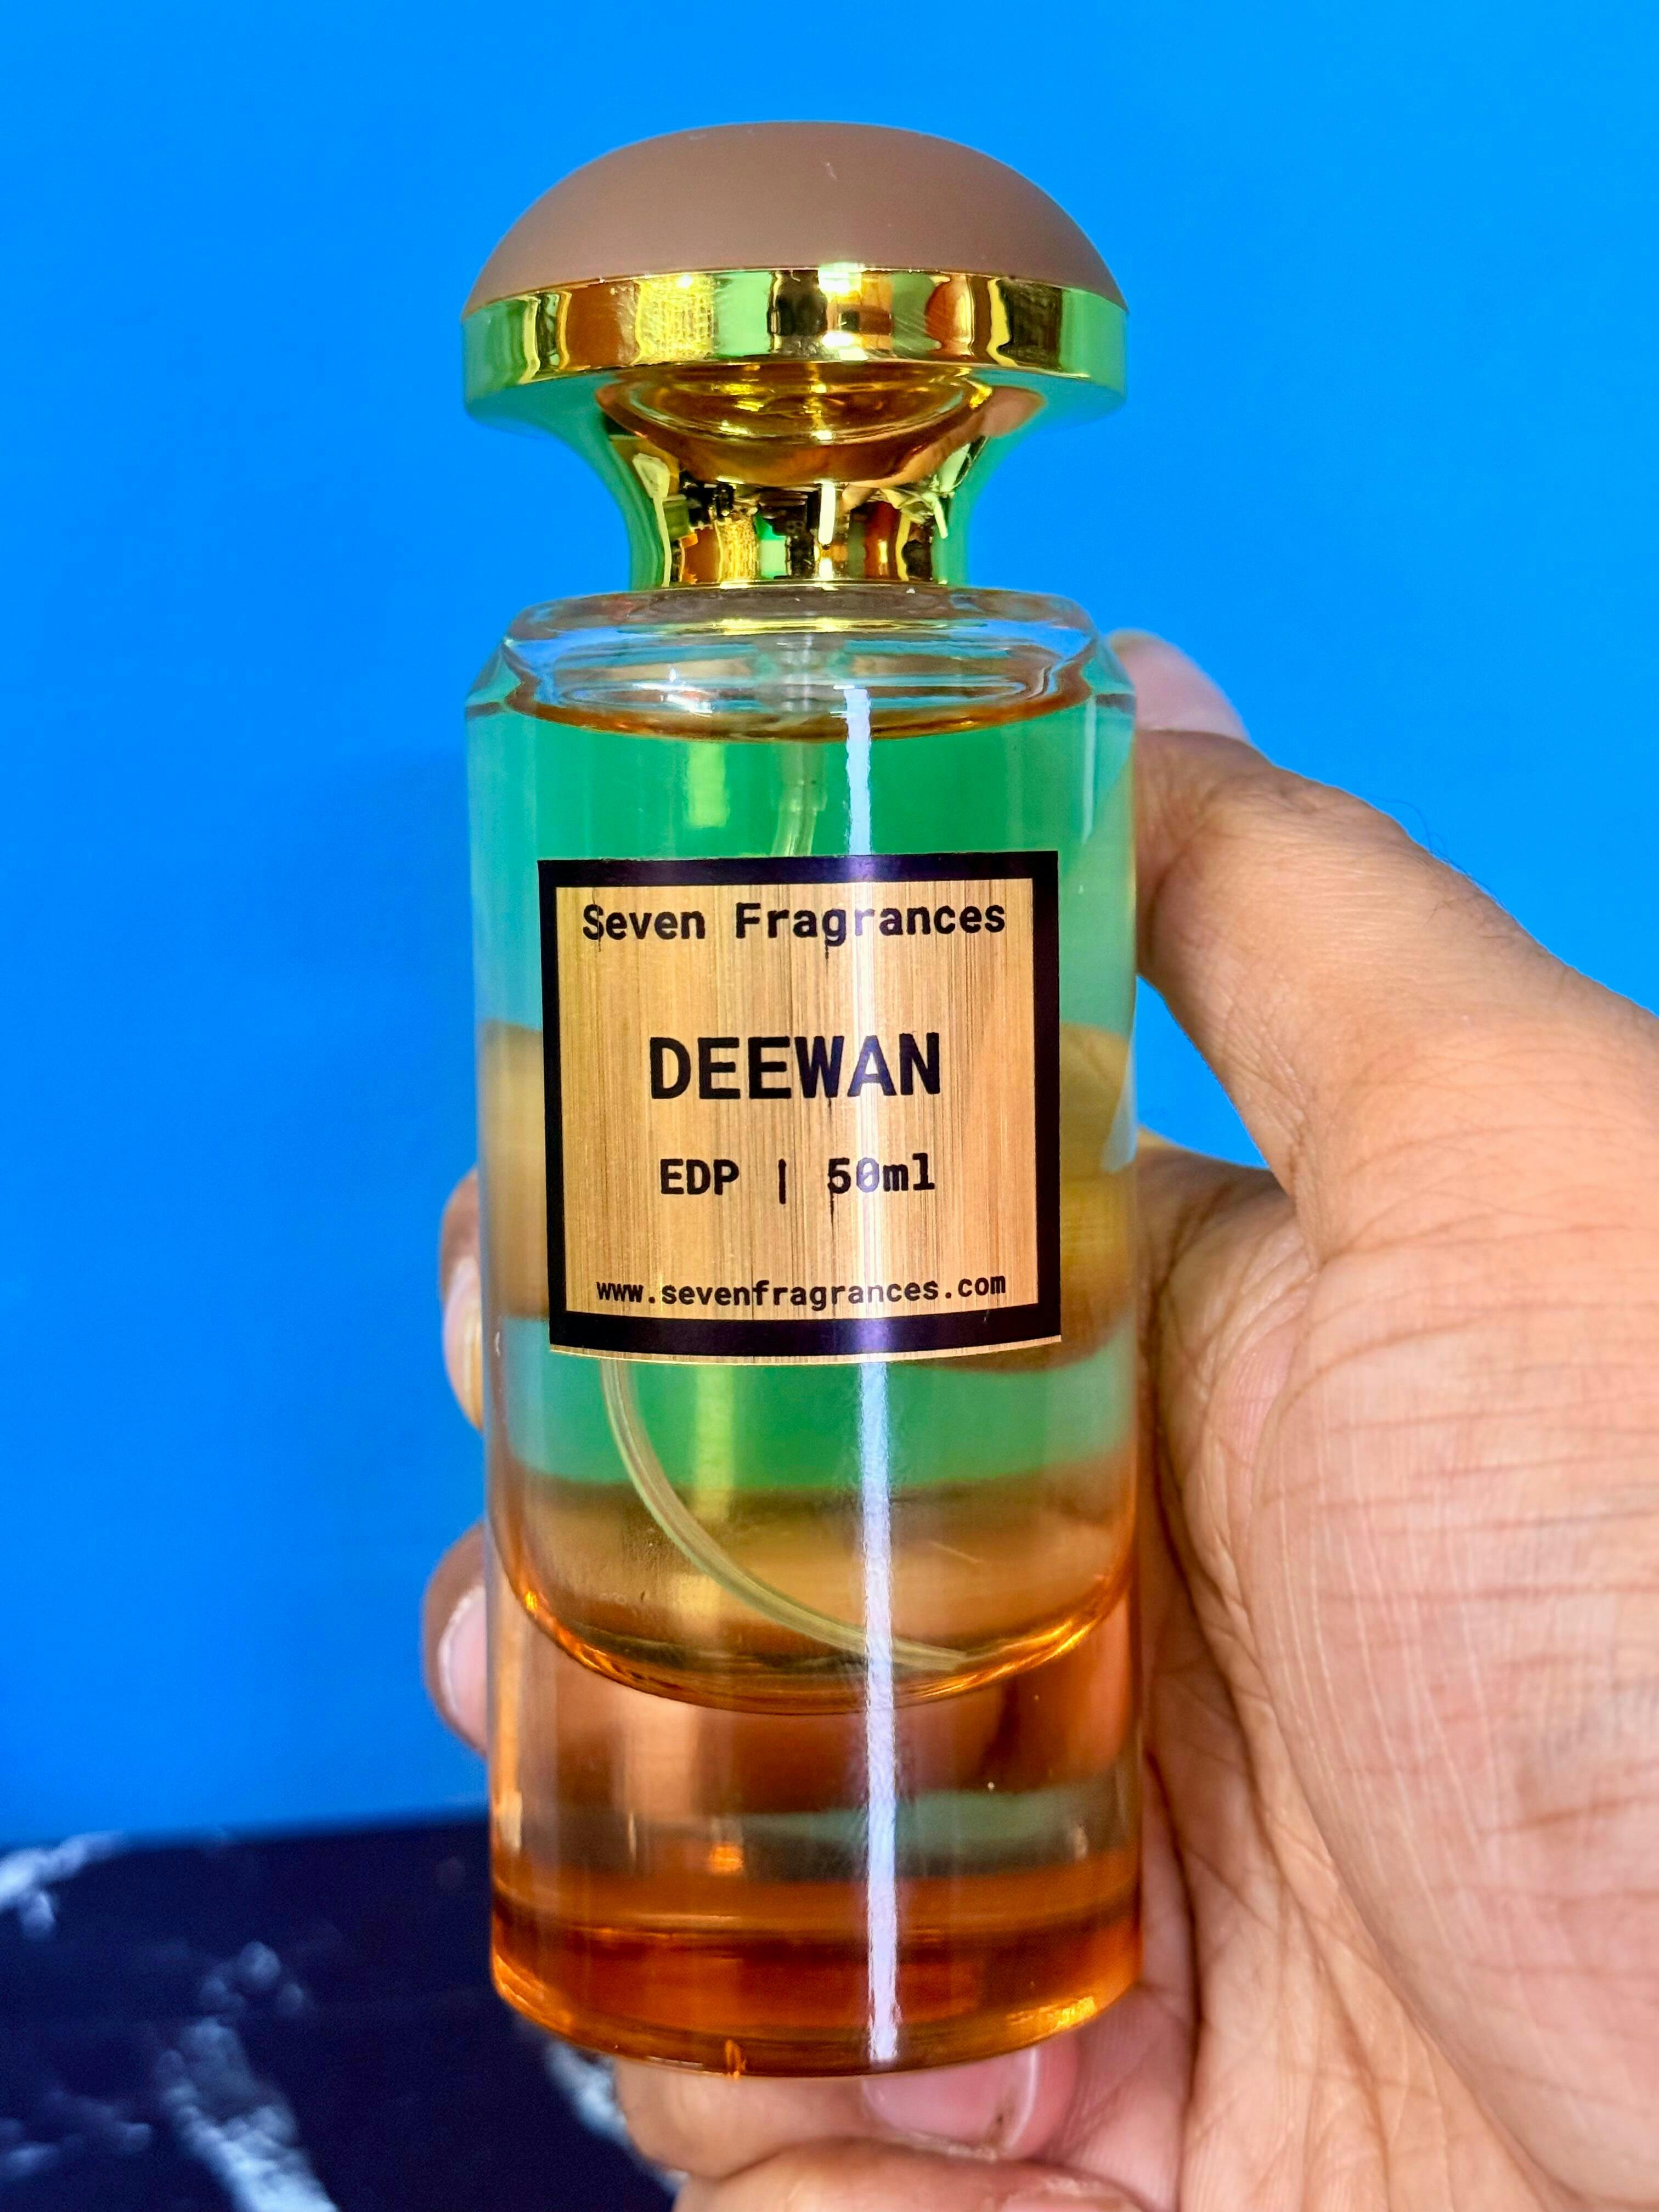 Seven Fragrances
DEEWAN
EDP | 50ml
www.sevenfragrances.com